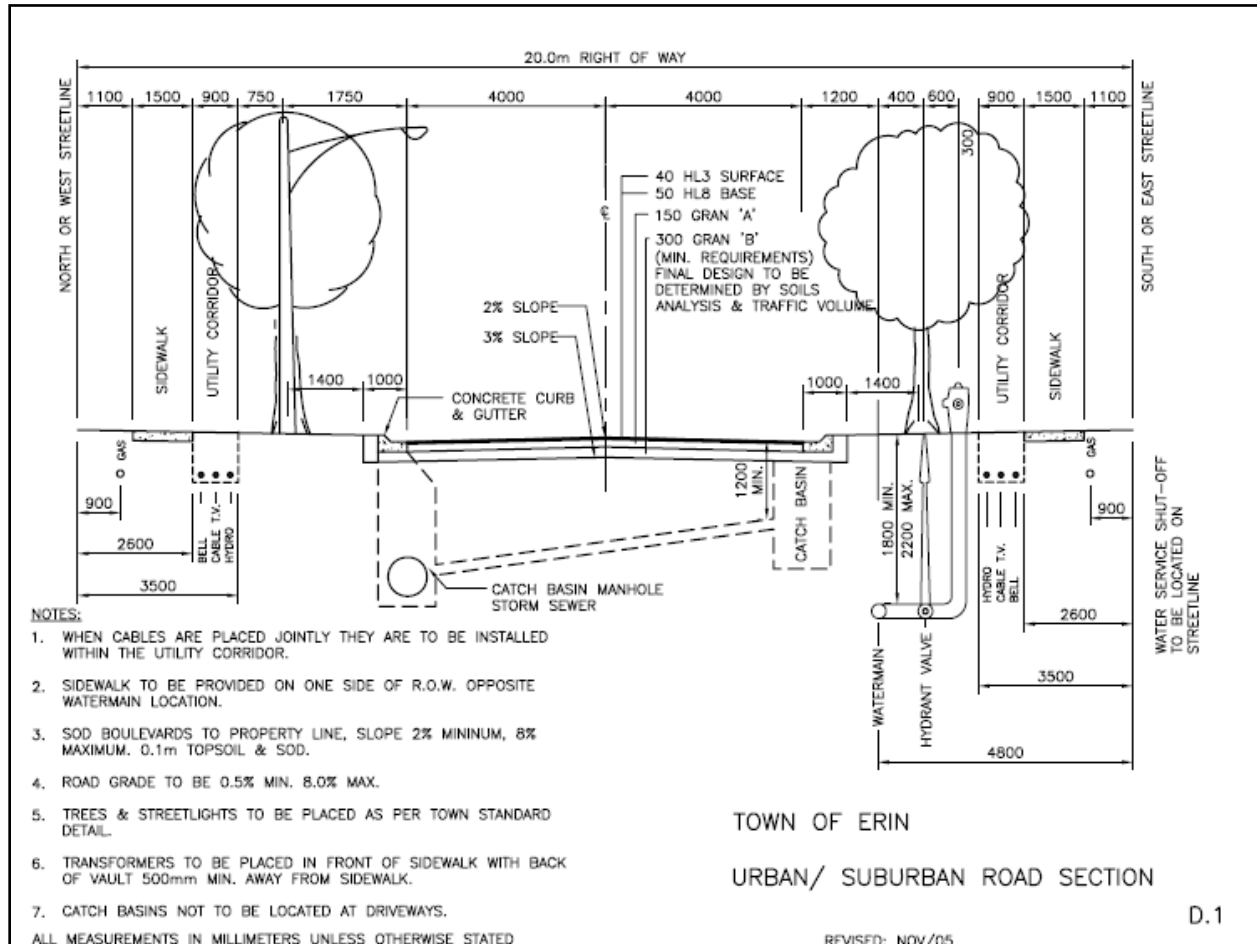 20.0m RIGHT OF WAY
1100 1500 900 750 1750 4000 4000 1200 400 600 900 1500 1100
300
NORTH OR WEST STREETLINE
SOUTH OR EAST STREETLINE
40 HL3 SURFACE
50 HL8 BASE
150 GRAN 'A'
300 GRAN 'B'
(MIN. REQUIREMENTS)
FINAL DESIGN TO BE
DETERMINED BY SOILS
ANALYSIS & TRAFFIC VOLUME
℄
2% SLOPE
3% SLOPE
SIDEWALK
UTILITY CORRIDOR
UTILITY CORRIDOR
SIDEWALK
1400 1000
1000 1400
CONCRETE CURB
& GUTTER
GAS
GAS
900
2600
3500
BELL
CABLE T.V.
HYDRO
1200
MIN.
CATCH BASIN
1800 MIN.
2200 MAX.
HYDRO
CABLE T.V.
BELL
900
2600
3500
4800
CATCH BASIN MANHOLE
STORM SEWER
WATERMAIN
HYDRANT VALVE
WATER SERVICE SHUT-OFF
TO BE LOCATED ON
STREETLINE
NOTES:
1. WHEN CABLES ARE PLACED JOINTLY THEY ARE TO BE INSTALLED
WITHIN THE UTILITY CORRIDOR.
2. SIDEWALK TO BE PROVIDED ON ONE SIDE OF R.O.W. OPPOSITE
WATERMAIN LOCATION.
3. SOD BOULEVARDS TO PROPERTY LINE, SLOPE 2% MININUM, 8%
MAXIMUM. 0.1m TOPSOIL & SOD.
4. ROAD GRADE TO BE 0.5% MIN. 8.0% MAX.
5. TREES & STREETLIGHTS TO BE PLACED AS PER TOWN STANDARD
DETAIL.
6. TRANSFORMERS TO BE PLACED IN FRONT OF SIDEWALK WITH BACK
OF VAULT 500mm MIN. AWAY FROM SIDEWALK.
7. CATCH BASINS NOT TO BE LOCATED AT DRIVEWAYS.
ALL MEASUREMENTS IN MILLIMETERS UNLESS OTHERWISE STATED
TOWN OF ERIN
URBAN/ SUBURBAN ROAD SECTION
D.1
REVISED: NOV/05